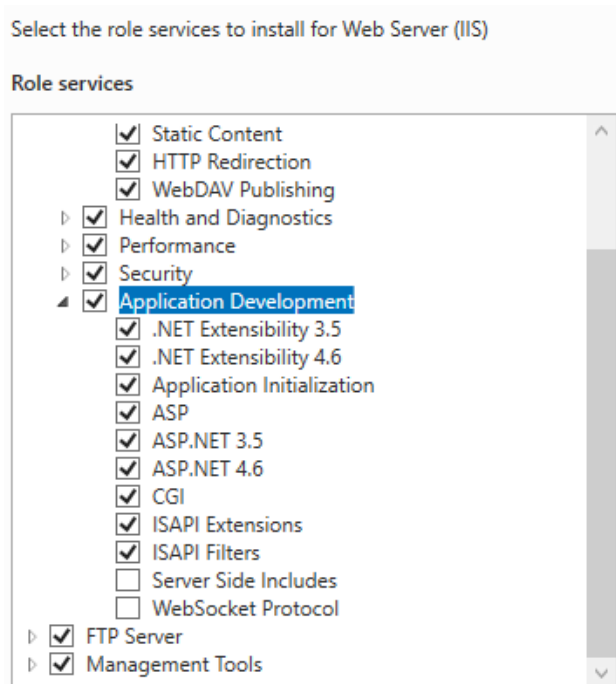 Select the role services to install for Web Server (IIS)
Role services
Static Content
HTTP Redirection
WebDAV Publishing
Health and Diagnostics
Performance
Security
Application Development
.NET Extensibility 3.5
.NET Extensibility 4.6
Application Initialization
ASP
ASP.NET 3.5
ASP.NET 4.6
CGI
ISAPI Extensions
ISAPI Filters
Server Side Includes
WebSocket Protocol
FTP Server
Management Tools